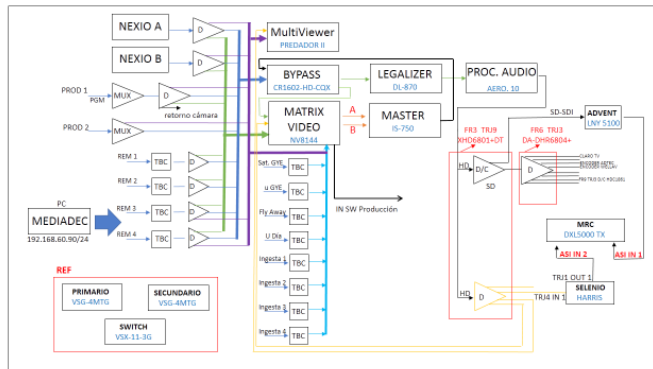 NEXIO A
D
NEXIO B
D
PROD 1
PGM
MUX
D
retorno cámara
PROD 2
MUX
REM 1
TBC
D
REM 2
TBC
D
REM 3
TBC
D
REM 4
TBC
D
PC
MEDIADEC
192.168.60.90/24
REF
PRIMARIO
VSG-4MTG
SECUNDARIO
VSG-4MTG
SWITCH
VSX-11-3G
MultiViewer
PREDADOR II
BYPASS
CR1602-HD-CQX
LEGALIZER
DL-870
PROC. AUDIO
AERO. 10
MATRIX
VIDEO
NV8144
A
B
MASTER
IS-750
Sat. GYE
TBC
u GYE
TBC
Fly Away
TBC
U Dia
TBC
Ingesta 1
TBC
Ingesta 2
TBC
Ingesta 3
TBC
Ingesta 4
TBC
IN SW Producción
SD-SDI
ADVENT
LNY 5100
FR3 TRJ9
XHD6801+DT
FR6 TRJ3
DA-DHR6804+
HD
D/C
SD
D
CLARO TV
MRC
DXL5000 TX
ASI IN 2
ASI IN 1
TRJ1 OUT 1
HD
D
TRJ4 IN 1
SELENIO
HARRIS